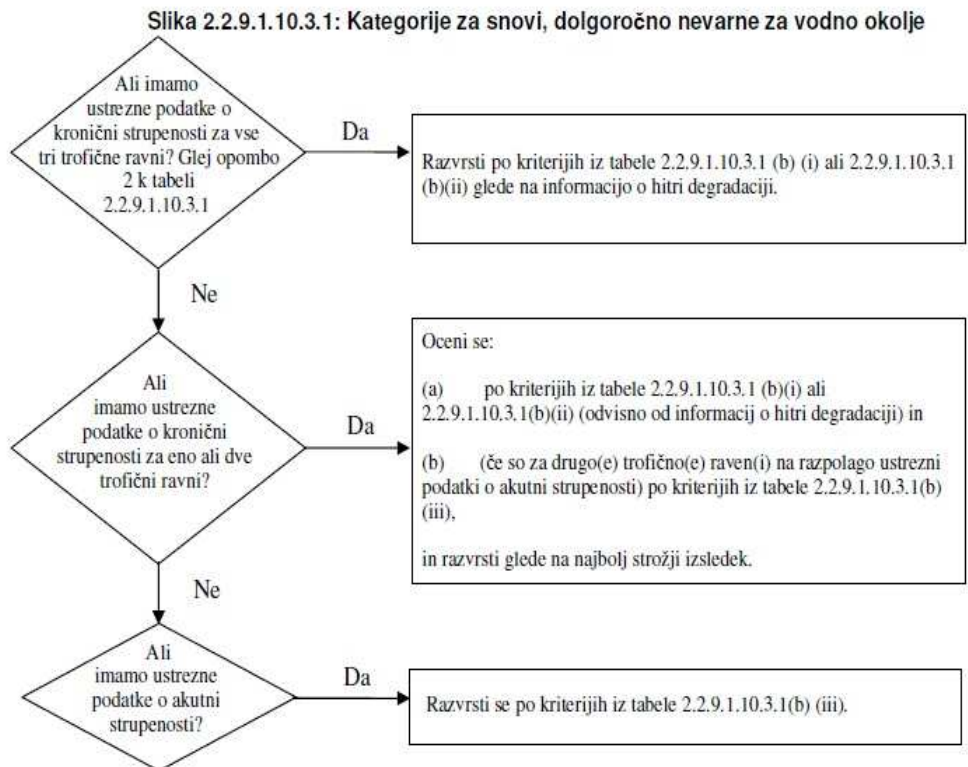 Slika 2.2.9.1.10.3.1: Kategorije za snovi, dolgoročno nevarne za vodno okolje
Ali imamo
ustrezne podatke o
kronični strupenosti za vse
tri trofične ravni? Glej opombo
2 k tabeli
2.2.9.1.10.3.1
Da
Razvrsti po kriterijih iz tabele 2.2.9.1.10.3.1 (b) (i) ali 2.2.9.1.10.3.1
(b)(ii) glede na informacijo o hitri degradaciji.
Ne
Ali
imamo ustrezne
podatke o kronični
strupenosti za eno ali dve
trofični ravni?
Da
Oceni se:
(a) po kriterijih iz tabele 2.2.9.1.10.3.1 (b)(i) ali
2.2.9.1.10.3.1(b)(ii) (odvisno od informacij o hitri degradaciji) in
(b) (če so za drugo(e) trofično(e) raven(i) na razpolago ustrezni
podatki o akutni strupenosti) po kriterijih iz tabele 2.2.9.1.10.3.1(b)
(iii),
in razvrsti glede na najbolj strožji izsledek.
Ne
Ali
imamo ustrezne
podatke o akutni
strupenosti?
Da
Razvrsti se po kriterijih iz tabele 2.2.9.1.10.3.1(b) (iii).